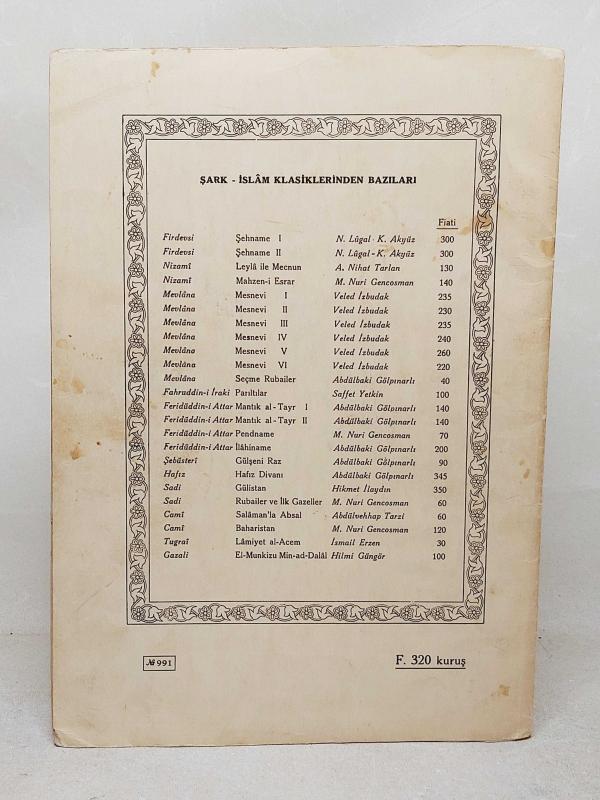 ŞARK - İSLÂM KLASİKLERİNDEN BAZILARI
Fiati
Firdevsi Şehname I N. Lûgal - K. Akyüz 300
Firdevsi Şehname II N. Lûgal - K. Akyüz 300
Nizamî Leylâ ile Mecnun A. Nihat Tarlan 130
Nizamî Mahzen-i Esrar M. Nuri Gencosman 140
Mevlâna Mesnevi I Veled İzbudak 235
Mevlâna Mesnevi II Veled İzbudak 230
Mevlâna Mesnevi III Veled İzbudak 235
Mevlâna Mesnevi IV Veled İzbudak 240
Mevlâna Mesnevi V Veled İzbudak 260
Mevlâna Mesnevi VI Veled İzbudak 220
Mevlâna Seçme Rubailer Abdülbaki Gölpınarlı 40
Fahruddin-i Iraki Parıltılar Saffet Yetkin 100
Feridüddin-i Attar Mantık al-Tayr I Abdülbaki Gölpınarlı 140
Feridüddin-i Attar Mantık al-Tayr II Abdülbaki Gölpınarlı 140
Feridüddin-i Attar Pendname M. Nuri Gencosman 70
Feridüddin-i Attar İlâhiname Abdülbaki Gölpınarlı 200
Şebüsterî Gülşeni Raz Abdülbaki Gölpınarlı 90
Hafız Hafız Divanı Abdülbaki Gölpınarlı 345
Sadi Gülistan Hikmet İlaydın 350
Sadi Rubailer ve İlk Gazeller M. Nuri Gencosman 60
Camî Salâman'la Absal Abdülvehhap Tarzi 60
Camî Baharistan M. Nuri Gencosman 120
Tugraî Lâmiyet al-Acem İsmail Erzen 30
Gazali El-Munkizu Min-ad-Dalâl Hilmi Güngör 100
№ 991
F. 320 kuruş